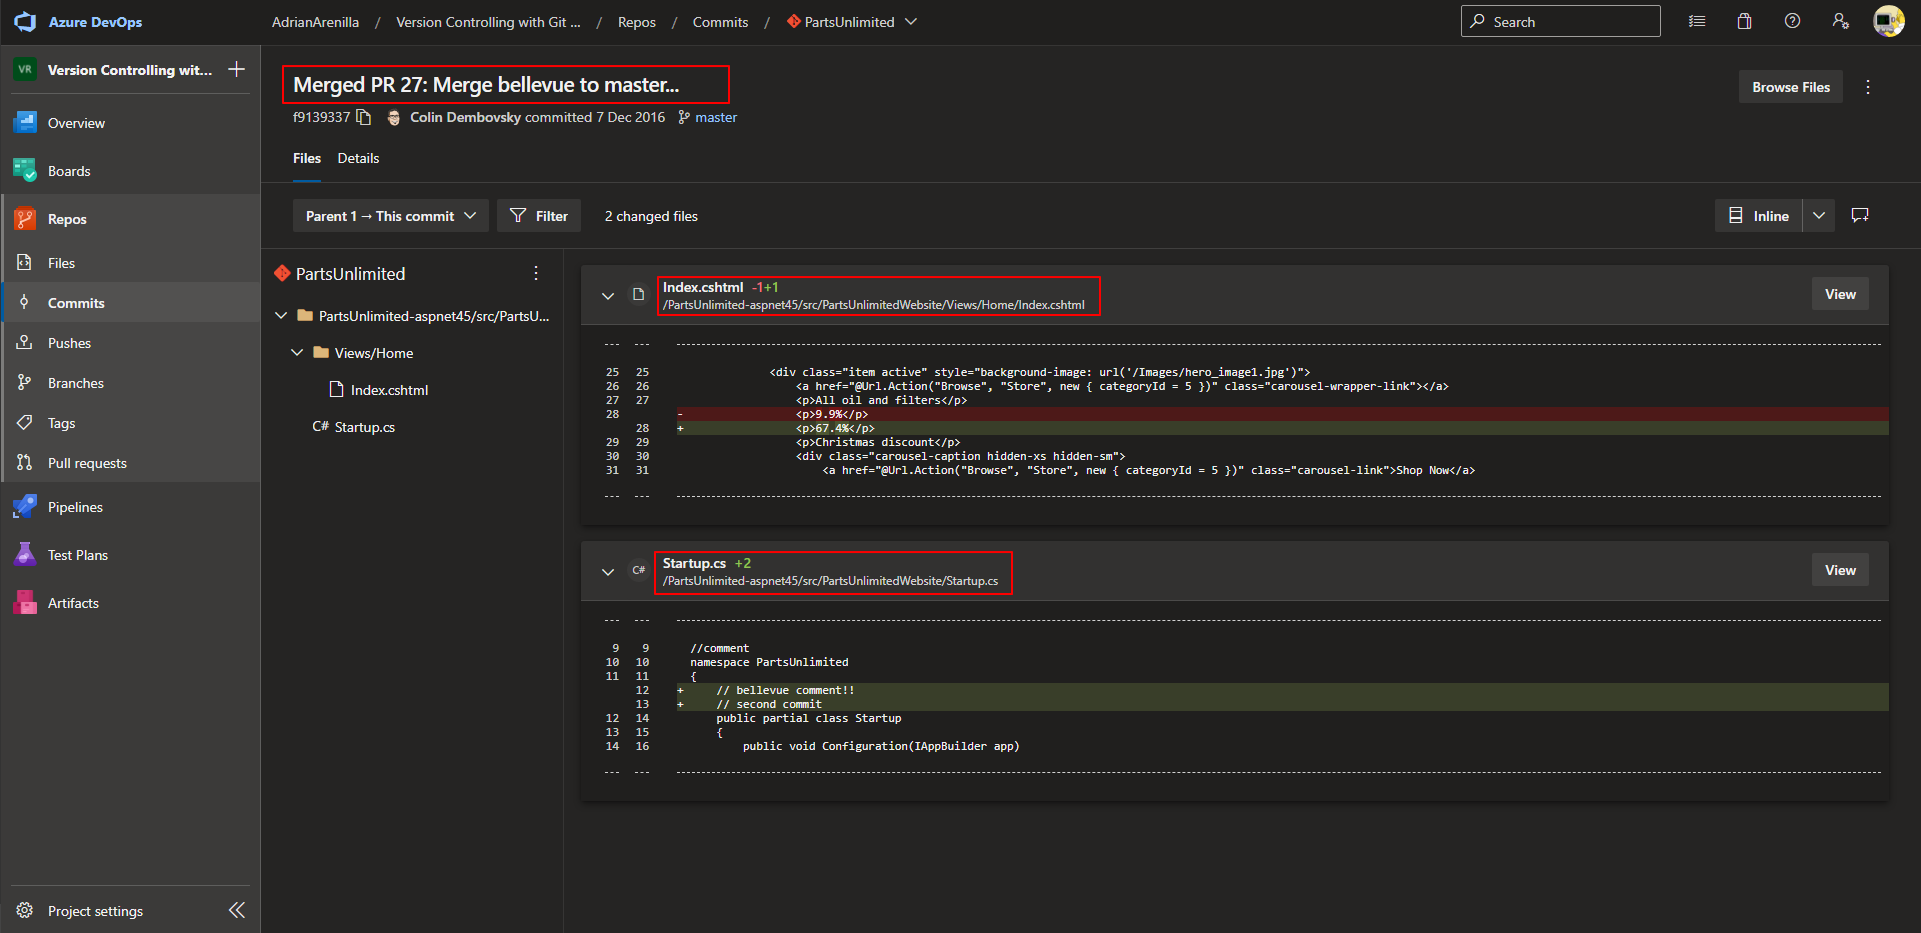 Azure DevOps
AdrianArenilla / Version Controlling with Git ... / Repos / Commits / PartsUnlimited
Search
VR
Version Controlling wit...
Overview
Boards
Repos
Files
Commits
Pushes
Branches
Tags
Pull requests
Pipelines
Test Plans
Artifacts
Project settings
Merged PR 27: Merge bellevue to master...
Browse Files
f9139337 Colin Dembovsky committed 7 Dec 2016 master
Files Details
Parent 1 → This commit Filter 2 changed files Inline
PartsUnlimited
PartsUnlimited-aspnet45/src/PartsU...
Views/Home
Index.cshtml
C# Startup.cs
Index.cshtml -1+1
/PartsUnlimited-aspnet45/src/PartsUnlimitedWebsite/Views/Home/Index.cshtml
View
25 25 <div class="item active" style="background-image: url('/Images/hero_image1.jpg')">
26 26 <a href="@Url.Action("Browse", "Store", new { categoryId = 5 })" class="carousel-wrapper-link"></a>
27 27 <p>All oil and filters</p>
28 - <p>9.9%</p>
28 + <p>67.4%</p>
29 29 <p>Christmas discount</p>
30 30 <div class="carousel-caption hidden-xs hidden-sm">
31 31 <a href="@Url.Action("Browse", "Store", new { categoryId = 5 })" class="carousel-link">Shop Now</a>
C#
Startup.cs +2
/PartsUnlimited-aspnet45/src/PartsUnlimitedWebsite/Startup.cs
View
9 9 //comment
10 10 namespace PartsUnlimited
11 11 {
12 + // bellevue comment!!
13 + // second commit
12 14 public partial class Startup
13 15 {
14 16 public void Configuration(IAppBuilder app)